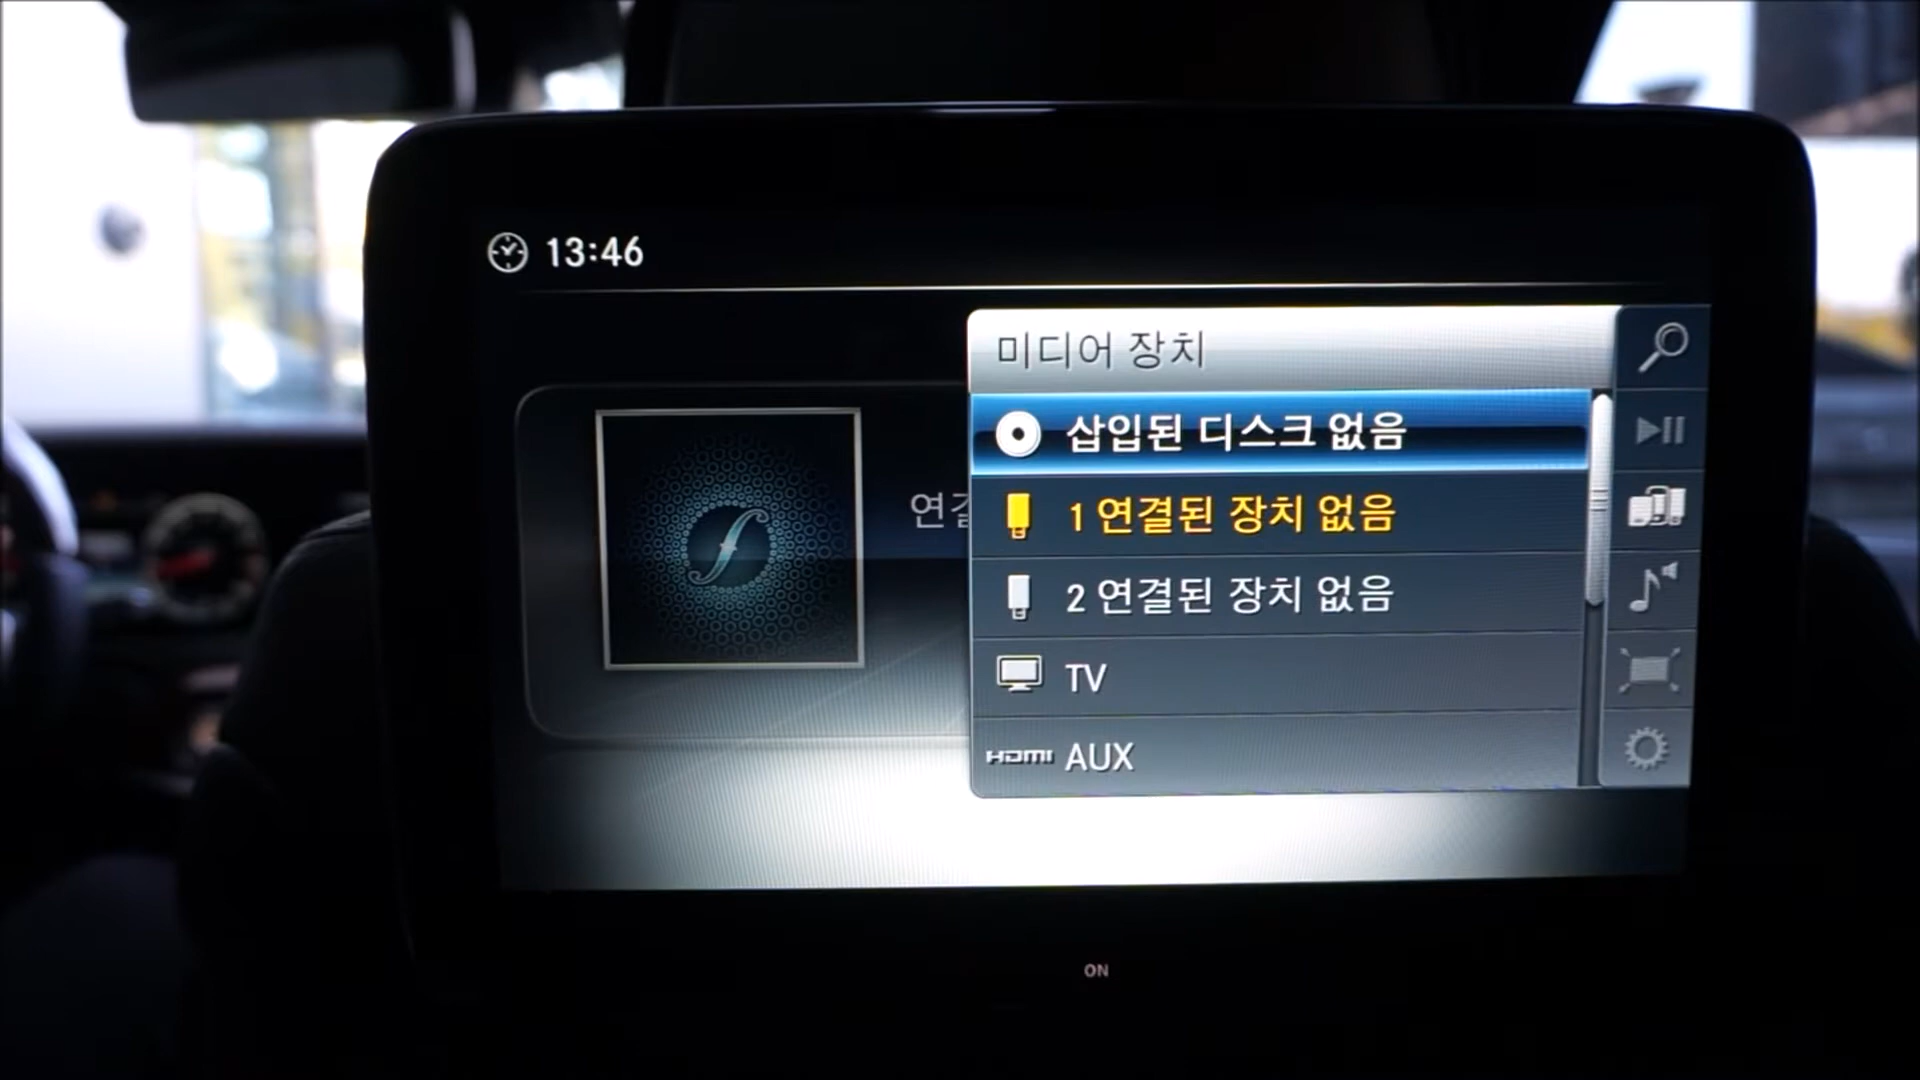 13:46
미디어 장치
삽입된 디스크 없음
1 연결된 장치 없음
2 연결된 장치 없음
TV
HDMI AUX
ON